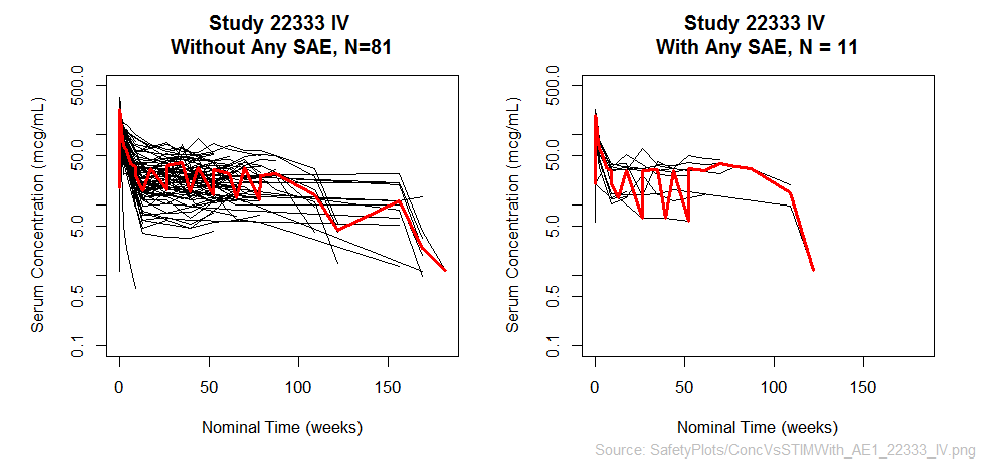 Study 22333 IV
Without Any SAE, N=81
Serum Concentration (mcg/mL)
500.0
50.0
5.0
0.5
0.1
0
50
100
150
Nominal Time (weeks)
Study 22333 IV
With Any SAE, N = 11
Serum Concentration (mcg/mL)
500.0
50.0
5.0
0.5
0.1
0
50
100
150
Nominal Time (weeks)
Source: SafetyPlots/ConcVsSTIMWith_AE1_22333_IV.png